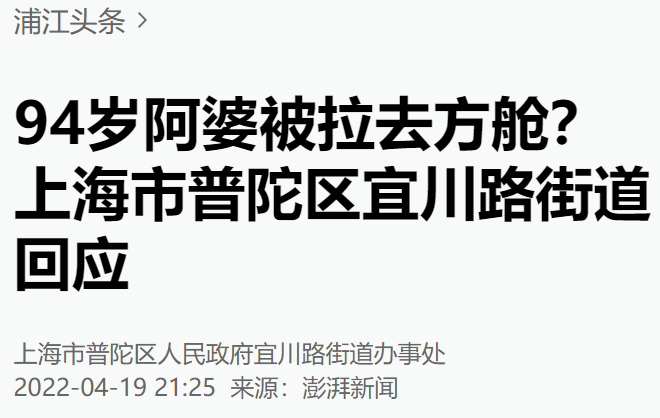 浦江头条 >
94岁阿婆被拉去方舱?
上海市普陀区宜川路街道
回应
上海市普陀区人民政府宜川路街道办事处
2022-04-19 21:25 来源：澎湃新闻